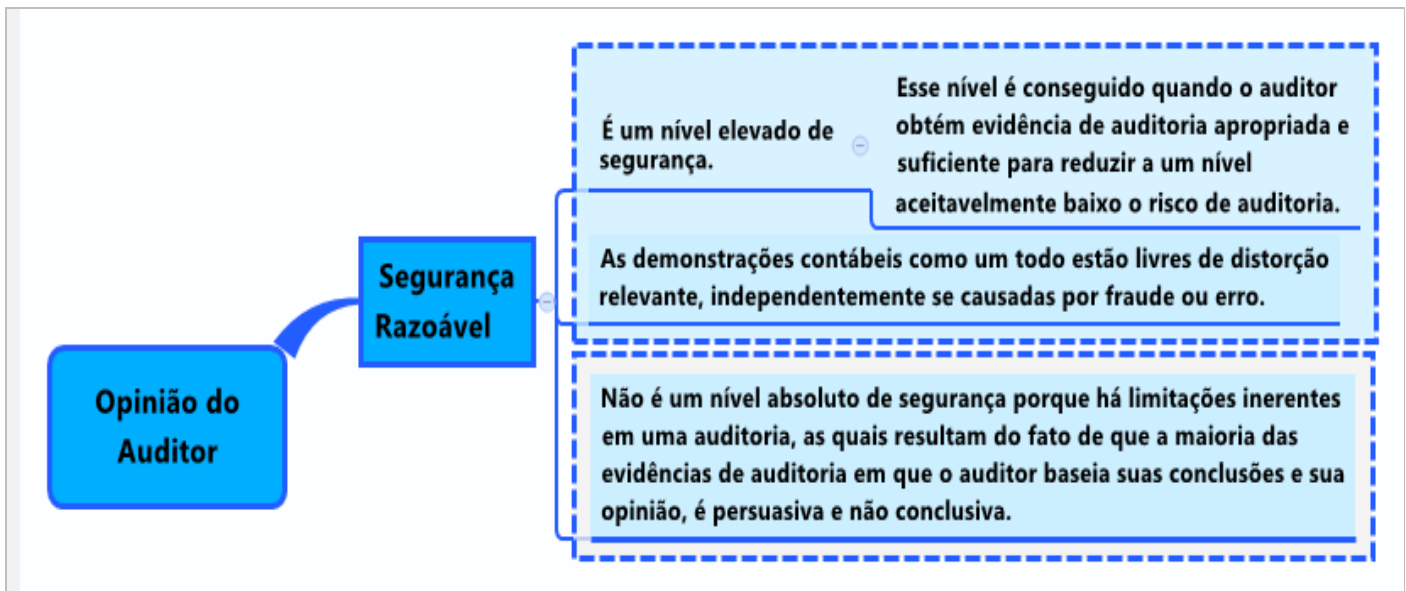 Opinião do
Auditor
Segurança
Razoável
É um nível elevado de
segurança.
Esse nível é conseguido quando o auditor
obtém evidência de auditoria apropriada e
suficiente para reduzir a um nível
aceitavelmente baixo o risco de auditoria.
As demonstrações contábeis como um todo estão livres de distorção
relevante, independentemente se causadas por fraude ou erro.
Não é um nível absoluto de segurança porque há limitações inerentes
em uma auditoria, as quais resultam do fato de que a maioria das
evidências de auditoria em que o auditor baseia suas conclusões e sua
opinião, é persuasiva e não conclusiva.